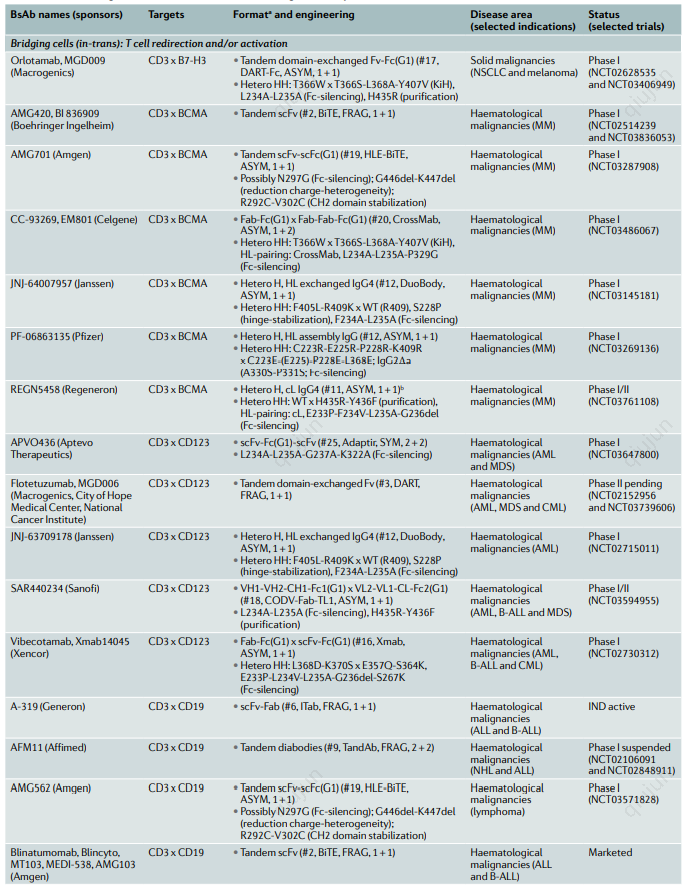 BsAb names (sponsors)
Targets
Formatᵃ and engineering
Disease area
(selected indications)
Status
(selected trials)
Bridging cells (in-trans): T cell redirection and/or activation
Orlotamab, MGD009
(Macrogenics)
CD3 x B7-H3
• Tandem domain-exchanged Fv-Fc(G1) (#17,
DART-Fc, ASYM, 1 + 1)
• Hetero HH: T366W x T366S-L368A-Y407V (KiH),
L234A-L235A (Fc-silencing), H435R (purification)
Solid malignancies
(NSCLC and melanoma)
Phase I
(NCT02628535
and NCT03406949)
AMG420, BI 836909
(Boehringer Ingelheim)
CD3 x BCMA
• Tandem scFv (#2, BiTE, FRAG, 1 + 1)
Haematological
malignancies (MM)
Phase I
(NCT02514239
and NCT03836053)
AMG701 (Amgen)
CD3 x BCMA
• Tandem scFv-scFc(G1) (#19, HLE-BiTE,
ASYM, 1 + 1)
• Possibly N297G (Fc-silencing); G446del-K447del
(reduction charge-heterogeneity);
R292C-V302C (CH2 domain stabilization)
Haematological
malignancies (MM)
Phase I
(NCT03287908)
CC-93269, EM801 (Celgene)
CD3 x BCMA
• Fab-Fc(G1) x Fab-Fab-Fc(G1) (#20, CrossMab,
ASYM, 1 + 2)
• Hetero HH: T366W x T366S-L368A-Y407V (KiH),
HL-pairing: CrossMab, L234A-L235A-P329G
(Fc-silencing)
Haematological
malignancies (MM)
Phase I
(NCT03486067)
JNJ-64007957 (Janssen)
CD3 x BCMA
• Hetero H, HL exchanged IgG4 (#12, DuoBody,
ASYM, 1 + 1)
• Hetero HH: F405L-R409K x WT (R409), S228P
(hinge-stabilization), F234A-L235A (Fc-silencing)
Haematological
malignancies (MM)
Phase I
(NCT03145181)
PF-06863135 (Pfizer)
CD3 x BCMA
• Hetero H, HL assembly IgG (#12, ASYM, 1 + 1)
• Hetero HH: C223R-E225R-P228R-K409R
x C223E-(E225)-P228E-L368E; IgG2Δa
(A330S-P331S; Fc-silencing)
Haematological
malignancies (MM)
Phase I
(NCT03269136)
REGN5458 (Regeneron)
CD3 x BCMA
• Hetero H, cL IgG4 (#11, ASYM, 1 + 1)ᵇ
• Hetero HH: WT x H435R-Y436F (purification),
HL-pairing: cL, E233P-F234V-L235A-G236del
(Fc-silencing)
Haematological
malignancies (MM)
Phase I/II
(NCT03761108)
APVO436 (Aptevo
Therapeutics)
CD3 x CD123
• scFv-Fc(G1)-scFv (#25, Adaptir, SYM, 2 + 2)
• L234A-L235A-G237A-K322A (Fc-silencing)
Haematological
malignancies (AML
and MDS)
Phase I
(NCT03647800)
Flotetuzumab, MGD006
(Macrogenics, City of Hope
Medical Center, National
Cancer Institute)
CD3 x CD123
• Tandem domain-exchanged Fv (#3, DART,
FRAG, 1 + 1)
Haematological
malignancies
(AML, MDS and CML)
Phase II pending
(NCT02152956
and NCT03739606)
JNJ-63709178 (Janssen)
CD3 x CD123
• Hetero H, HL exchanged IgG4 (#12, DuoBody,
ASYM, 1 + 1)
• Hetero HH: F405L-R409K x WT (R409), S228P
(hinge-stabilization), F234A-L235A (Fc-silencing)
Haematological
malignancies (AML)
Phase I
(NCT02715011)
SAR440234 (Sanofi)
CD3 x CD123
• VH1-VH2-CH1-Fc1(G1) x VL2-VL1-CL-Fc2(G1)
(#18, CODV-Fab-TL1, ASYM, 1 + 1)
• L234A-L235A (Fc-silencing), H435R-Y436F
(purification)
Haematological
malignancies
(AML, B-ALL and MDS)
Phase I/II
(NCT03594955)
Vibecotamab, Xmab14045
(Xencor)
CD3 x CD123
• Fab-Fc(G1) x scFv-Fc(G1) (#16, Xmab,
ASYM, 1 + 1)
• Hetero HH: L368D-K370S x E357Q-S364K,
E233P-L234V-L235A-G236del-S267K
(Fc-silencing)
Haematological
malignancies (AML,
B-ALL and CML)
Phase I
(NCT02730312)
A-319 (Generon)
CD3 x CD19
• scFv-Fab (#6, ITab, FRAG, 1 + 1)
Haematological
malignancies
(ALL and B-ALL)
IND active
AFM11 (Affimed)
CD3 x CD19
• Tandem diabodies (#9, TandAb, FRAG, 2 + 2)
Haematological
malignancies
(NHL and ALL)
Phase I suspended
(NCT02106091
and NCT02848911)
AMG562 (Amgen)
CD3 x CD19
• Tandem scFv-scFc(G1) (#19, HLE-BiTE,
ASYM, 1 + 1)
• Possibly N297G (Fc-silencing); G446del-K447del
(reduction charge-heterogeneity);
R292C-V302C (CH2 domain stabilization)
Haematological
malignancies
(lymphoma)
Phase I
(NCT03571828)
Blinatumomab, Blincyto,
MT103, MEDI-538, AMG103
(Amgen)
CD3 x CD19
• Tandem scFv (#2, BiTE, FRAG, 1 + 1)
Haematological
malignancies (ALL
and B-ALL)
Marketed
qiujun